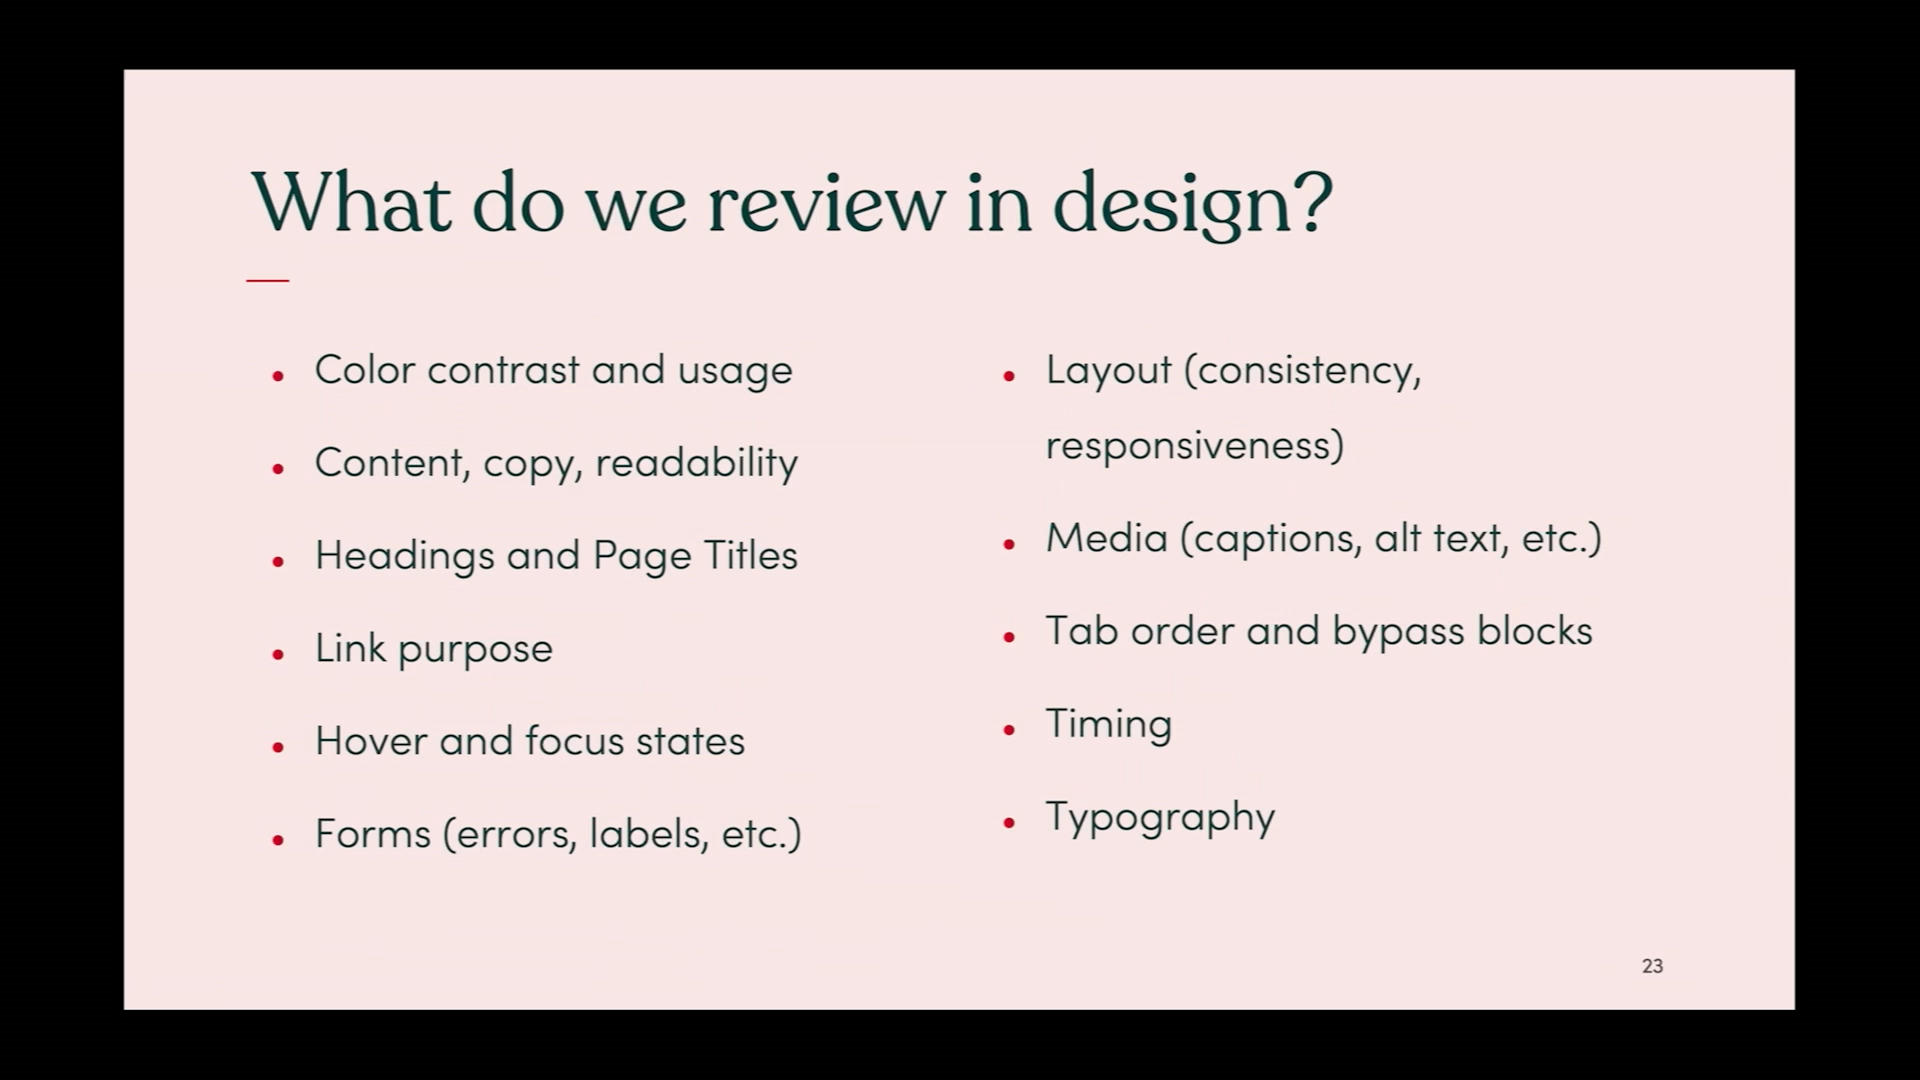 What do we review in design?
• Color contrast and usage
• Content, copy, readability
• Headings and Page Titles
• Link purpose
• Hover and focus states
• Forms (errors, labels, etc.)
• Layout (consistency,
responsiveness)
• Media (captions, alt text, etc.)
• Tab order and bypass blocks
• Timing
• Typography
23